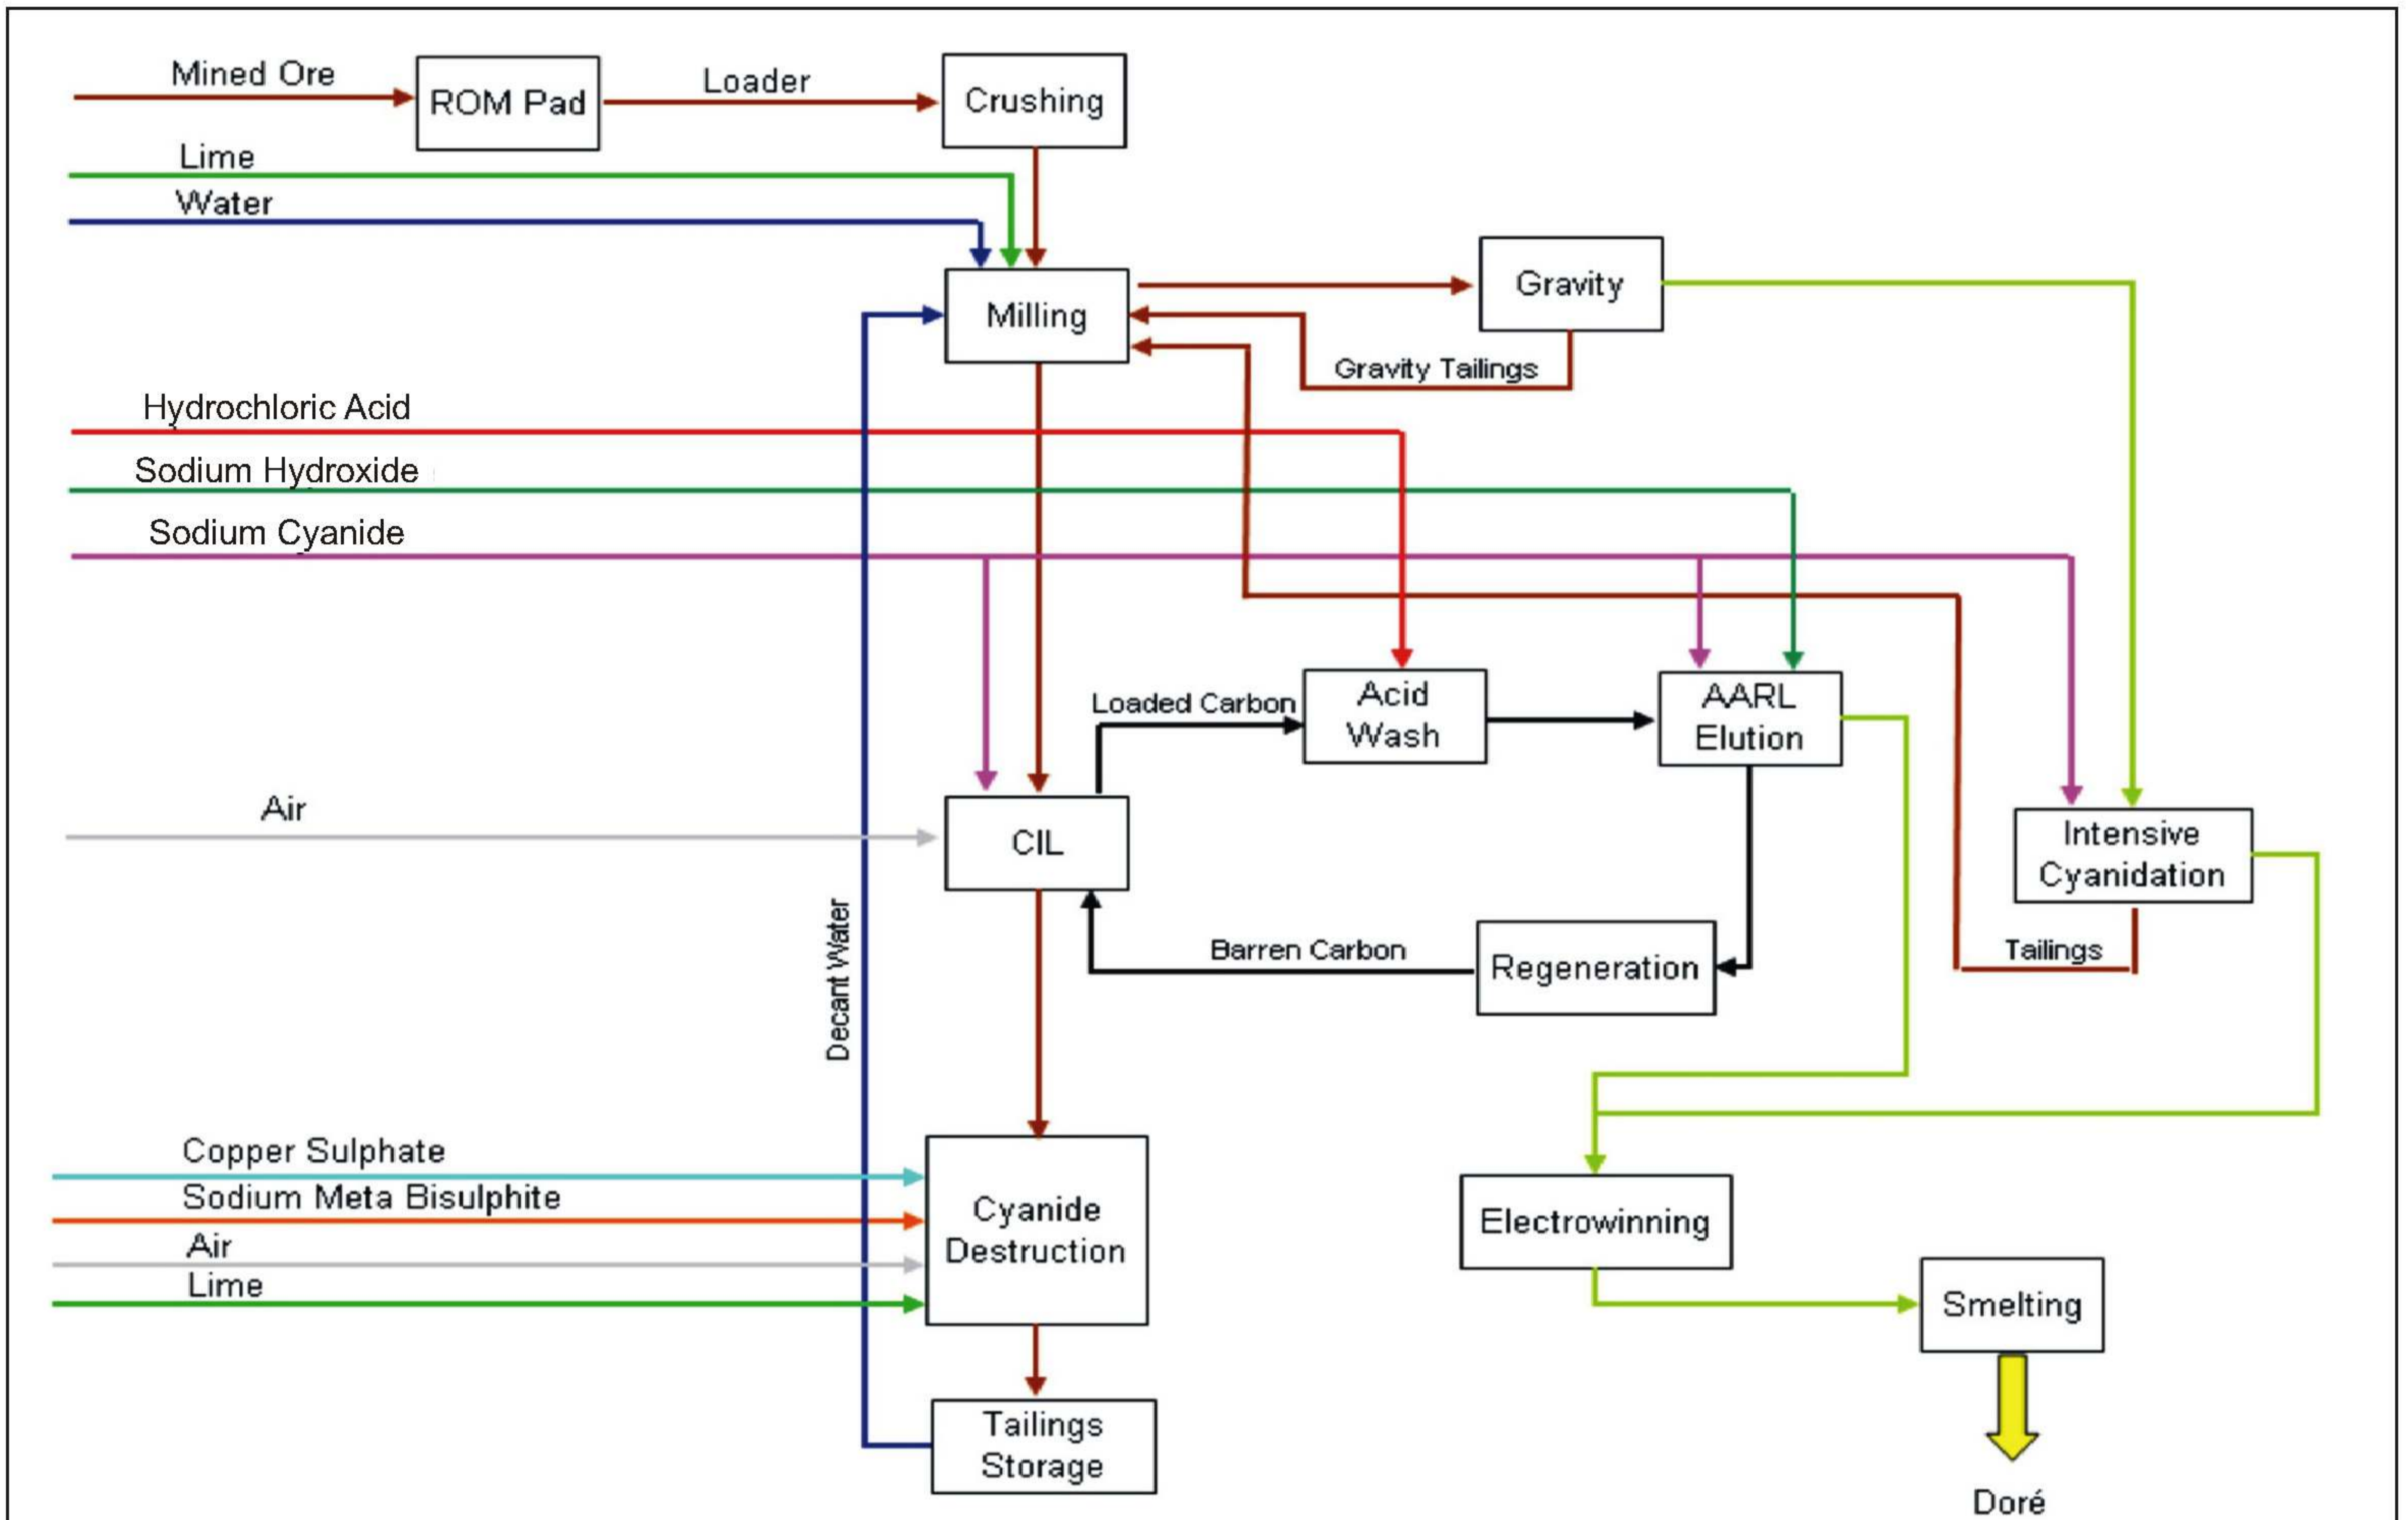 Mined Ore
ROM Pad
Loader
Crushing
Lime
Water
Milling
Gravity
Gravity Tailings
Hydrochloric Acid
Sodium Hydroxide
Sodium Cyanide
Loaded Carbon
Acid
Wash
AARL
Elution
Air
CIL
Intensive
Cyanidation
Decant Water
Barren Carbon
Regeneration
Tailings
Copper Sulphate
Sodium Meta Bisulphite
Air
Lime
Cyanide
Destruction
Electrowinning
Smelting
Tailings
Storage
Doré